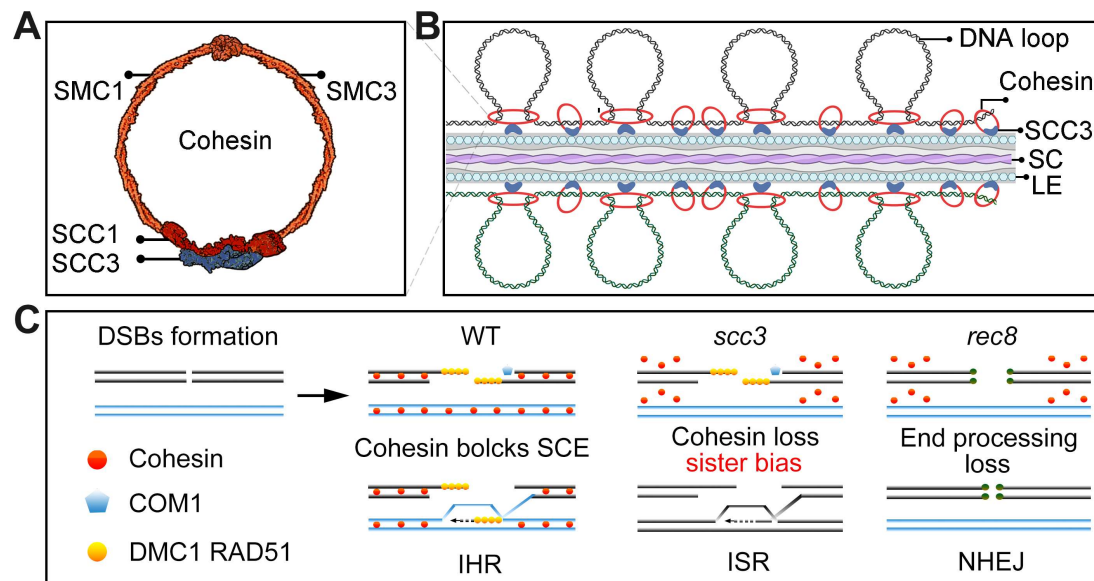 A
SMC1
SMC3
Cohesin
SCC1
SCC3
B
DNA loop
Cohesin
SCC3
SC
LE
C
DSBs formation
WT
scc3
rec8
Cohesin bolcks SCE
Cohesin loss
sister bias
End processing
loss
Cohesin
COM1
DMC1 RAD51
IHR
ISR
NHEJ